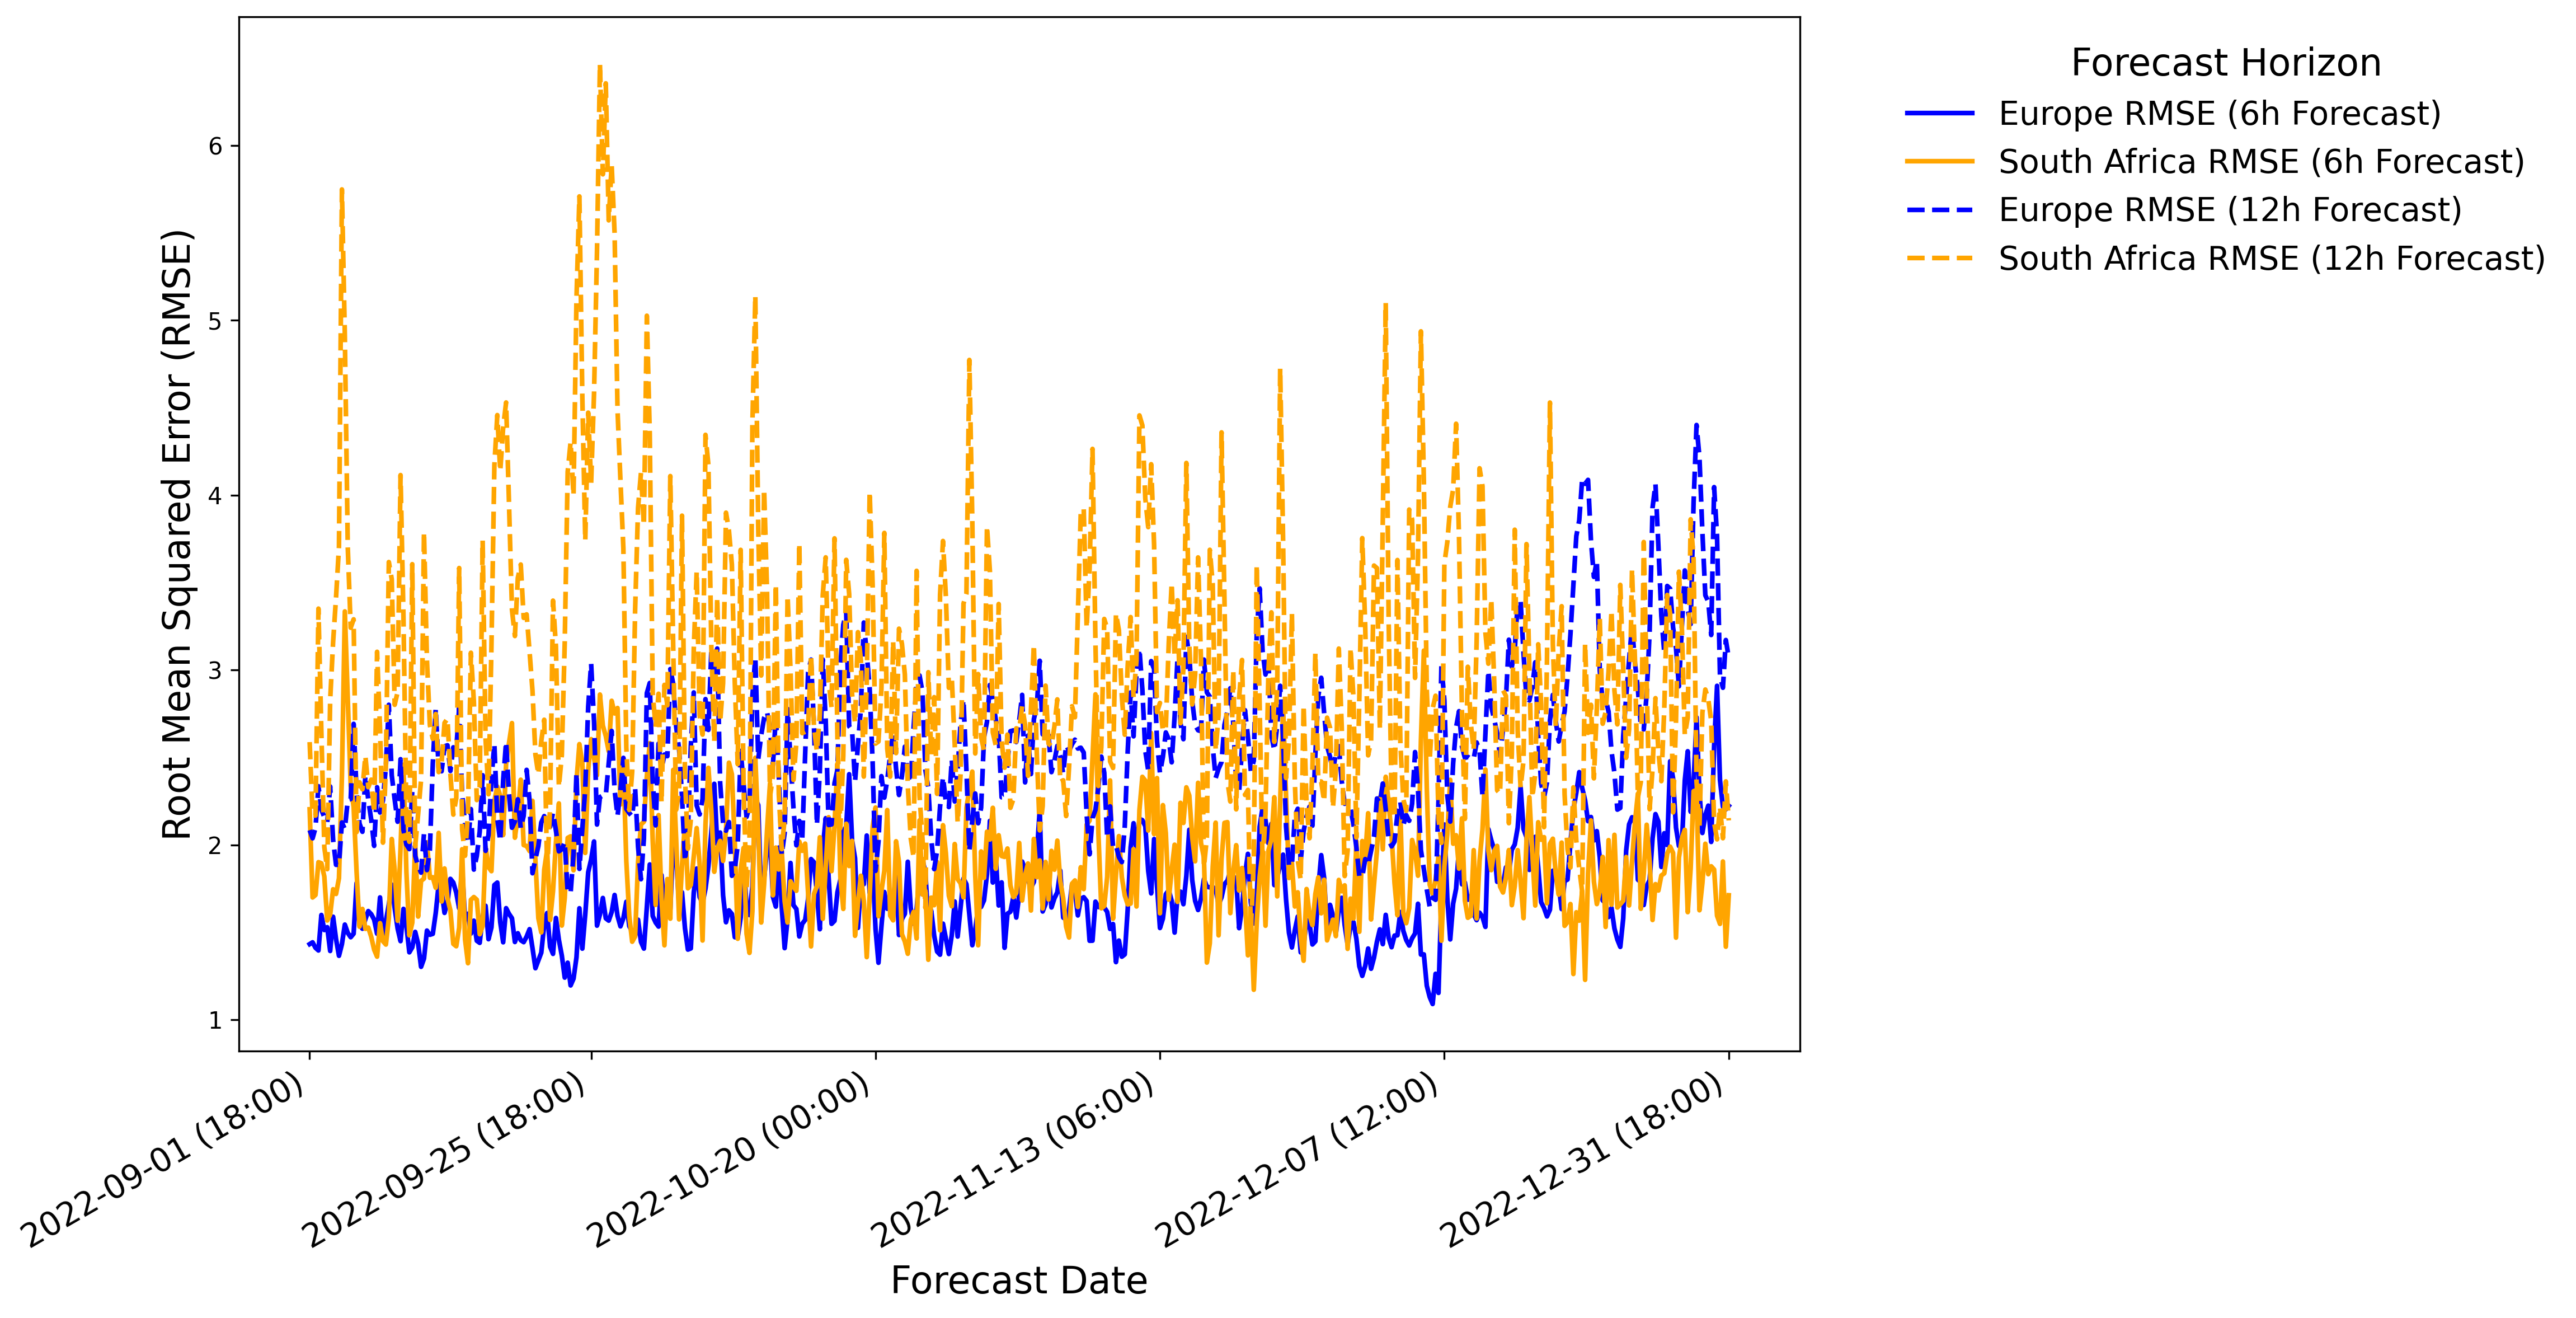 Forecast Horizon
Europe RMSE (6h Forecast)
South Africa RMSE (6h Forecast)
Europe RMSE (12h Forecast)
South Africa RMSE (12h Forecast)
Root Mean Squared Error (RMSE)
6
5
4
3
2
1
2022-09-01 (18:00)
2022-09-25 (18:00)
2022-10-20 (00:00)
2022-11-13 (06:00)
2022-12-07 (12:00)
2022-12-31 (18:00)
Forecast Date